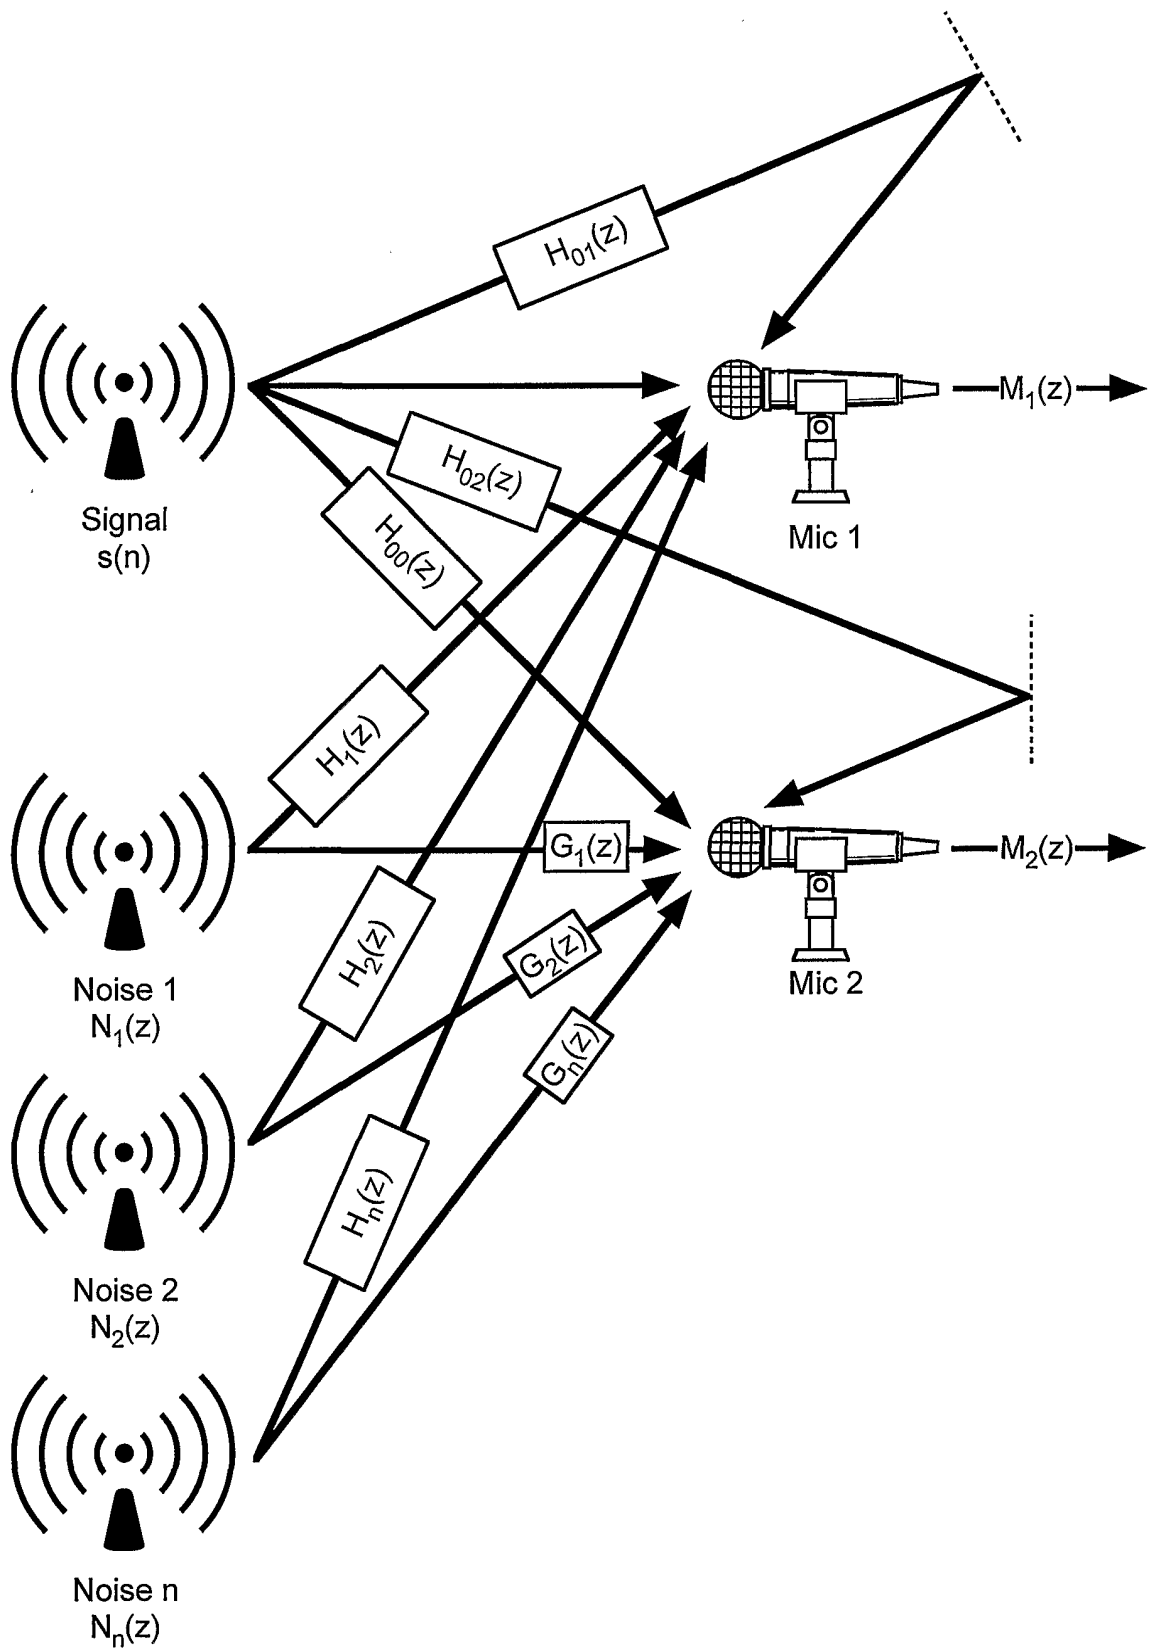 H₀₁(z)
M₁(z)
H₀₂(z)
Signal
s(n)
H₀₀(z)
Mic 1
H₁(z)
G₁(z)
M₂(z)
H₂(z)
G₂(z)
Noise 1
N₁(z)
Mic 2
Gₙ(z)
Hₙ(z)
Noise 2
N₂(z)
Noise n
Nₙ(z)